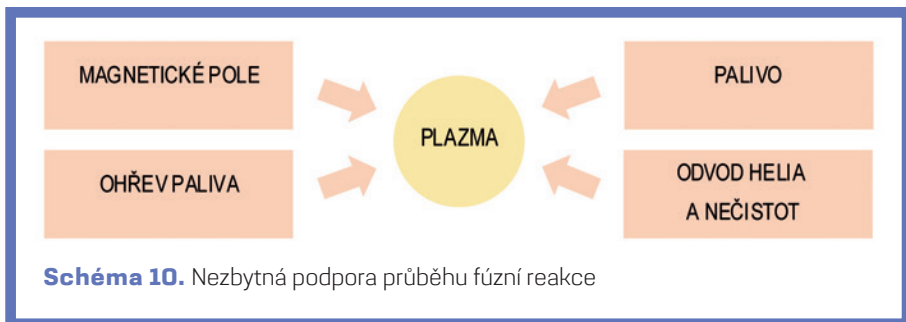 MAGNETICKÉ POLE
OHŘEV PALIVA
PLAZMA
PALIVO
ODVOD HELIA
A NEČISTOT
Schéma 10. Nezbytná podpora průběhu fúzní reakce